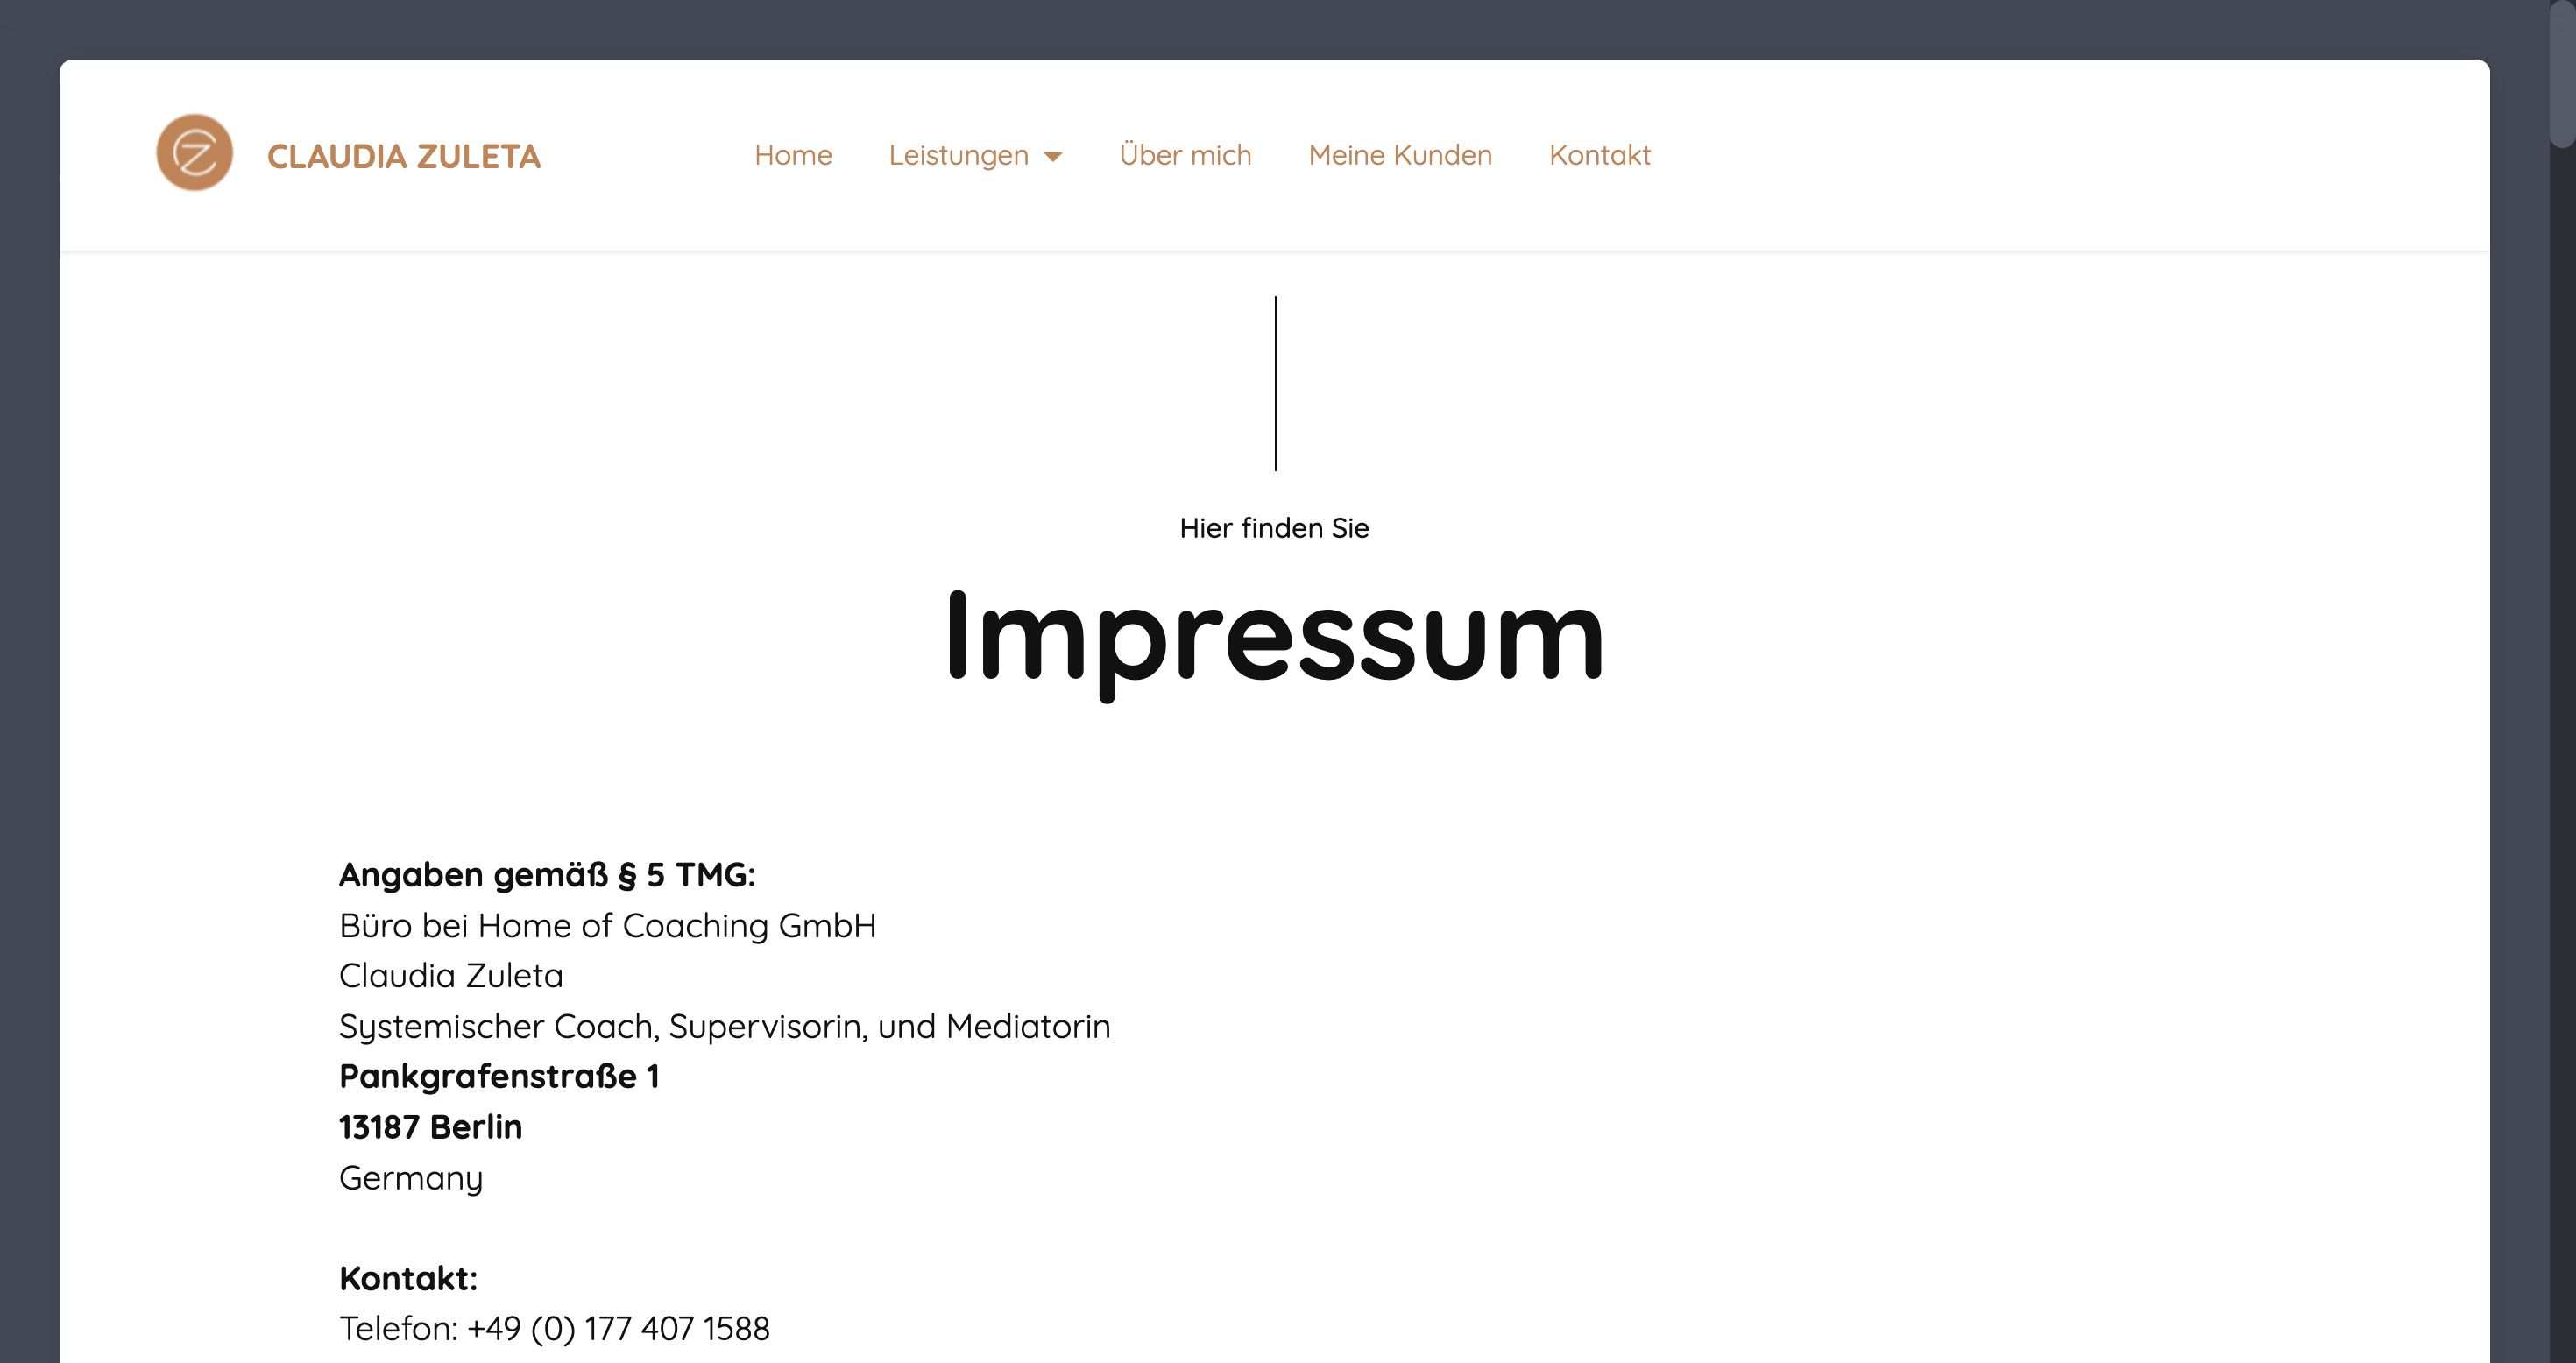 CLAUDIA ZULETA
Home Leistungen Über mich Meine Kunden Kontakt
Hier finden Sie
Impressum
Angaben gemäß § 5 TMG:
Büro bei Home of Coaching GmbH
Claudia Zuleta
Systemischer Coach, Supervisorin, und Mediatorin
Pankgrafenstraße 1
13187 Berlin
Germany
Kontakt:
Telefon: +49 (0) 177 407 1588